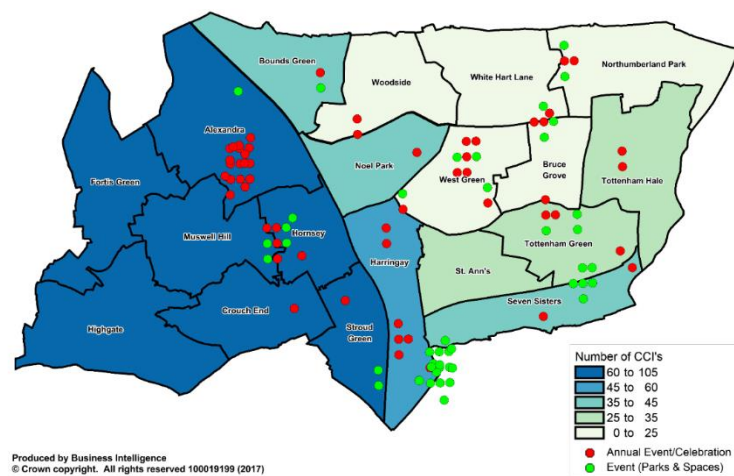 Bounds Green
Woodside
White Hart Lane
Northumberland Park
Alexandra
Fortis Green
Noel Park
West Green
Bruce
Grove
Tottenham Hale
Muswell Hill
Hornsey
Harringay
Tottenham Green
St. Ann's
Seven Sisters
Highgate
Crouch End
Stroud
Green
Number of CCI's
60 to 105
45 to 60
35 to 45
25 to 35
0 to 25
Annual Event/Celebration
Event (Parks & Spaces)
Produced by Business Intelligence
© Crown copyright. All rights reserved 100019199 (2017)